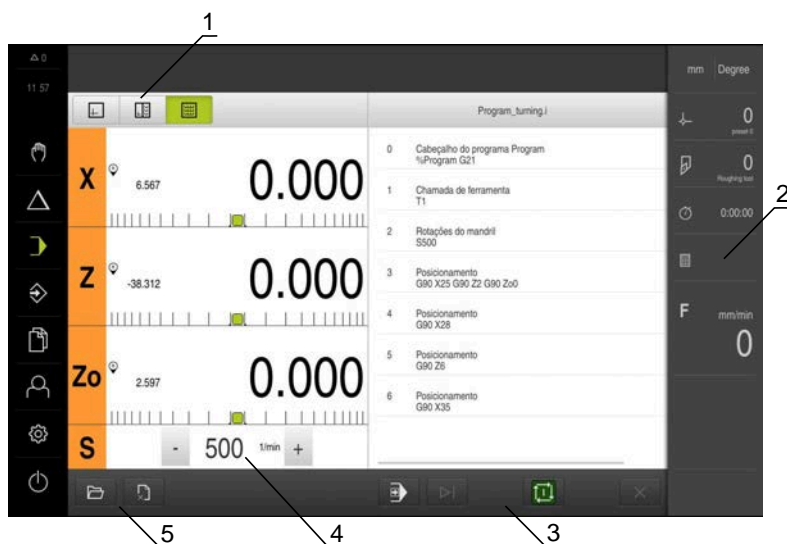 1
0
11 57
mm Degree
Program_turning.i
0
preset 0
X 6.567 0.000
0
Roughing tool
0:00:00
2
Z -38.312 0.000
F mm/min
0
Zo 2.597 0.000
S - 500 1/min +
0 Cabeçalho do programa Program
%Program G21
1 Chamada de ferramenta
T1
2 Rotações do mandril
S500
3 Posicionamento
G90 X25 G90 Z2 G90 Zo0
4 Posicionamento
G90 X28
5 Posicionamento
G90 Z6
6 Posicionamento
G90 X35
5
4
3